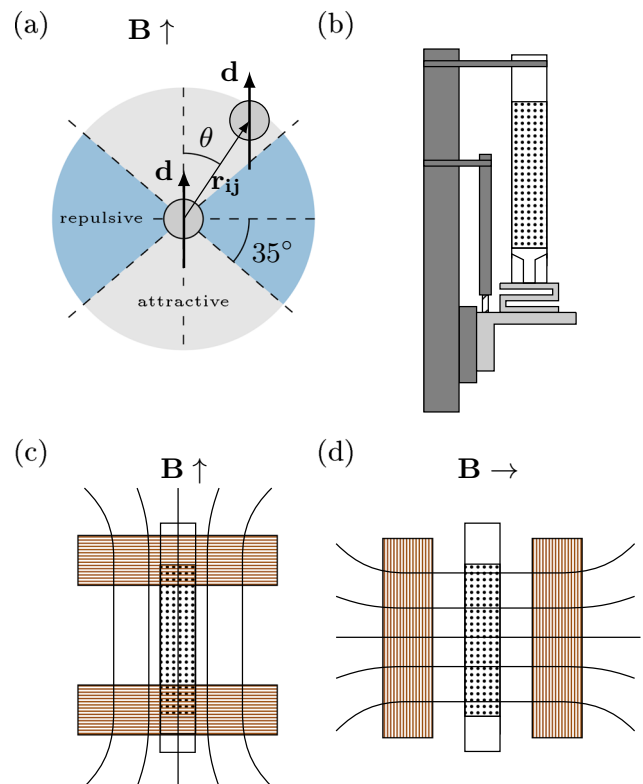 (a)
B ↑
(b)
d
θ
d
r_ij
repulsive
35°
attractive
(c)
B ↑
(d)
B →